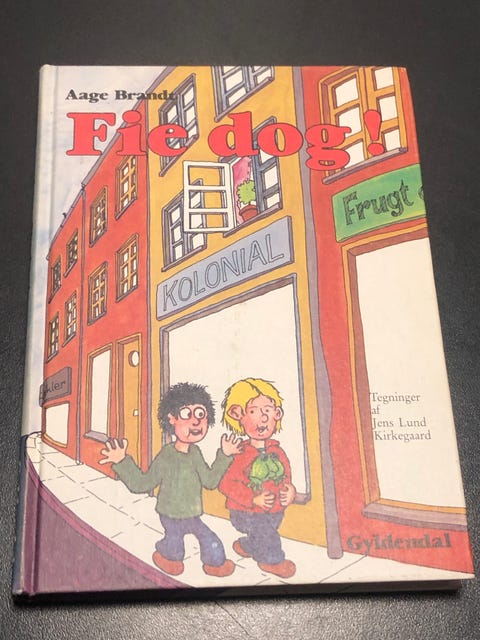 Aage Brandt
Fie dog!
KOLONIAL
Frugt
Tegninger
af
Jens Lund
Kirkegaard
Gyldendal